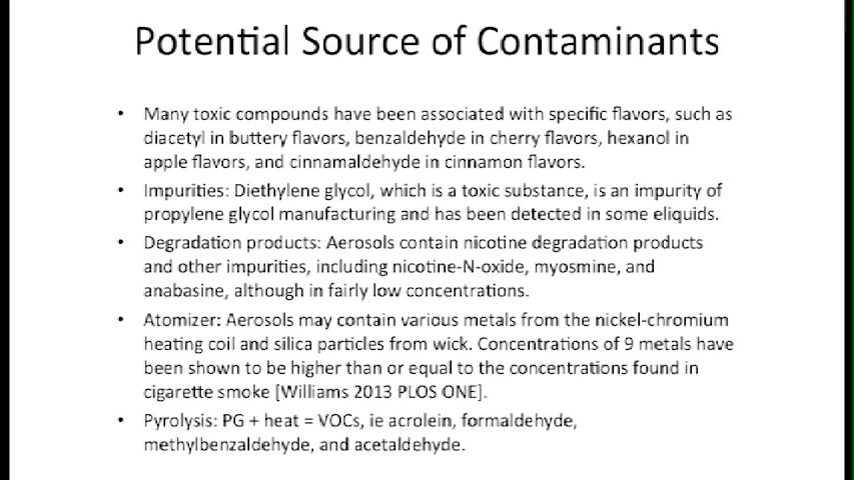 Potential Source of Contaminants
• Many toxic compounds have been associated with specific flavors, such as
diacetyl in buttery flavors, benzaldehyde in cherry flavors, hexanol in
apple flavors, and cinnamaldehyde in cinnamon flavors.
• Impurities: Diethylene glycol, which is a toxic substance, is an impurity of
propylene glycol manufacturing and has been detected in some eliquids.
• Degradation products: Aerosols contain nicotine degradation products
and other impurities, including nicotine-N-oxide, myosmine, and
anabasine, although in fairly low concentrations.
• Atomizer: Aerosols may contain various metals from the nickel-chromium
heating coil and silica particles from wick. Concentrations of 9 metals have
been shown to be higher than or equal to the concentrations found in
cigarette smoke [Williams 2013 PLOS ONE].
• Pyrolysis: PG + heat = VOCs, ie acrolein, formaldehyde,
methylbenzaldehyde, and acetaldehyde.